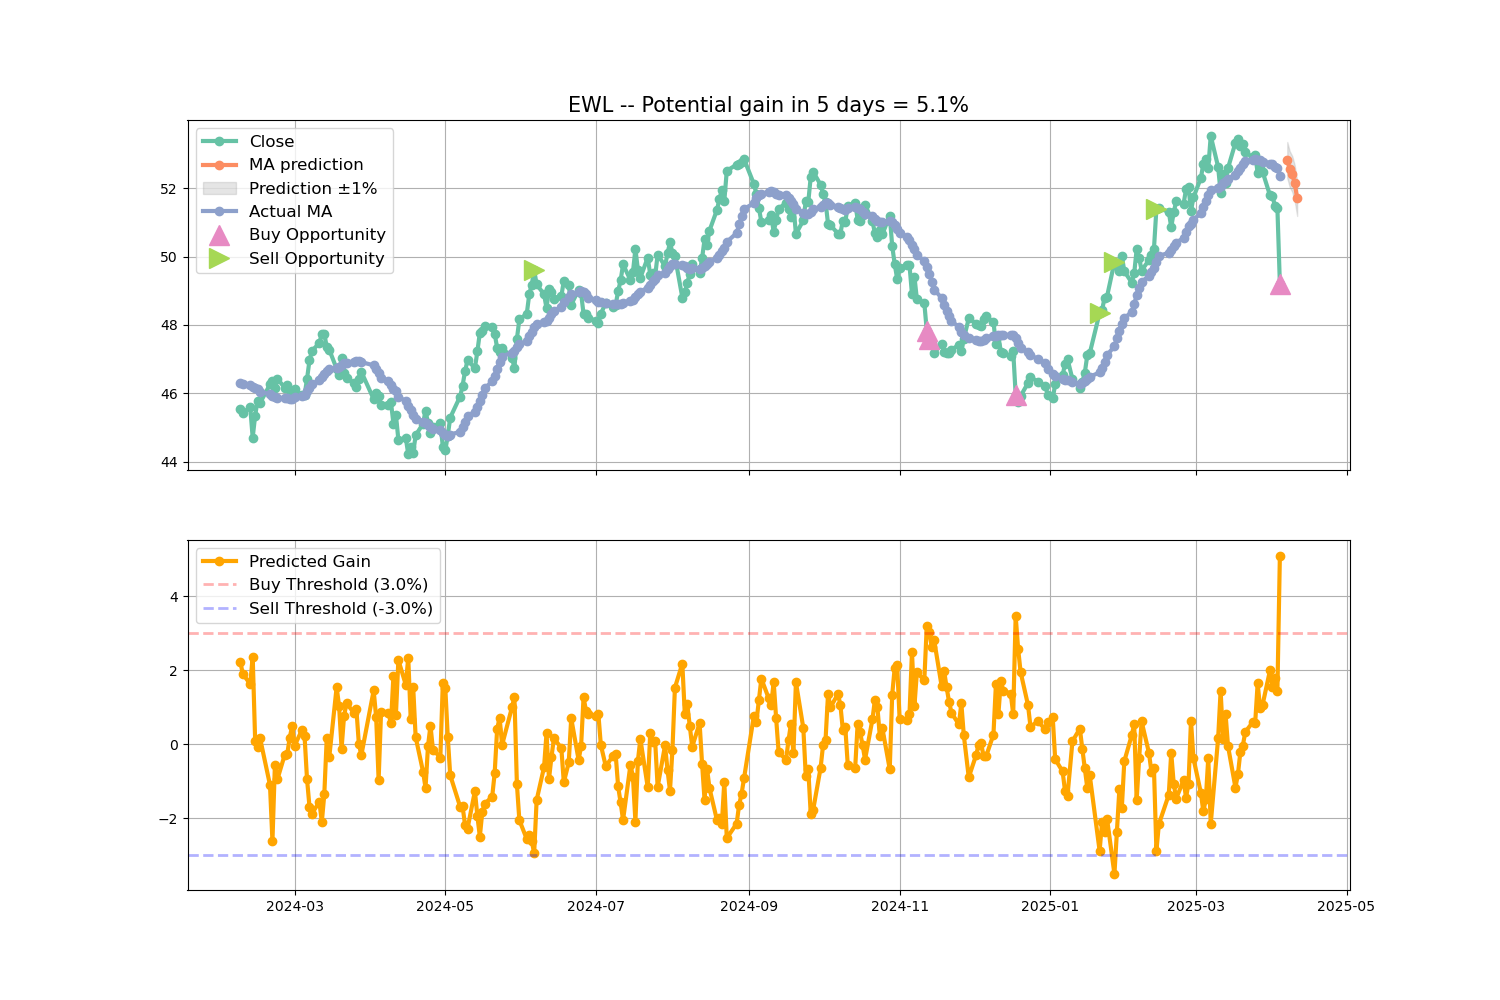 EWL -- Potential gain in 5 days = 5.1%
Close
MA prediction
Prediction ±1%
Actual MA
Buy Opportunity
Sell Opportunity
52
50
48
46
44
Predicted Gain
Buy Threshold (3.0%)
Sell Threshold (-3.0%)
4
2
0
−2
2024-03 2024-05 2024-07 2024-09 2024-11 2025-01 2025-03 2025-05